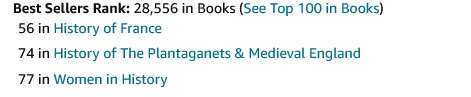 Best Sellers Rank: 28,556 in Books (See Top 100 in Books)
56 in History of France
74 in History of The Plantaganets & Medieval England
77 in Women in History